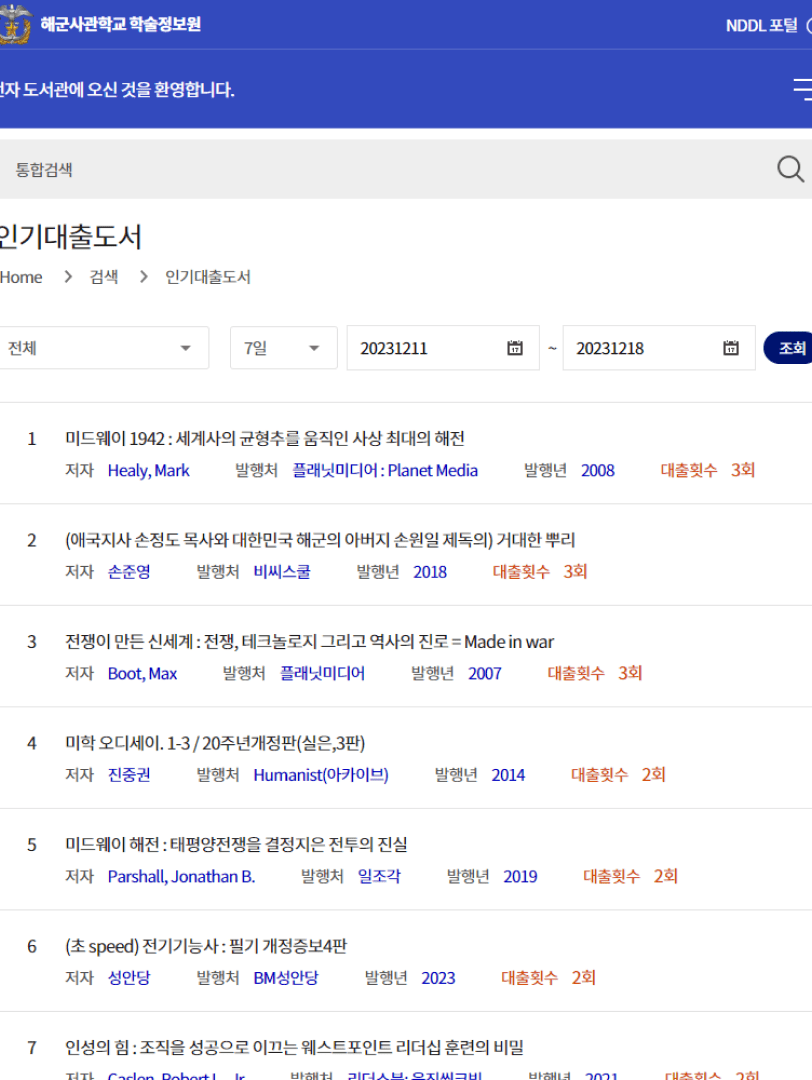 해군사관학교 학술정보원
NDDL 포털
전자 도서관에 오신 것을 환영합니다.
통합검색
인기대출도서
Home > 검색 > 인기대출도서
전체 7일 20231211 ~ 20231218 조회
1 미드웨이 1942 : 세계사의 균형추를 움직인 사상 최대의 해전
저자 Healy, Mark 발행처 플래닛미디어 : Planet Media 발행년 2008 대출횟수 3회
2 (애국지사 손정도 목사와 대한민국 해군의 아버지 손원일 제독의) 거대한 뿌리
저자 손준영 발행처 비씨스쿨 발행년 2018 대출횟수 3회
3 전쟁이 만든 신세계 : 전쟁, 테크놀로지 그리고 역사의 진로 = Made in war
저자 Boot, Max 발행처 플래닛미디어 발행년 2007 대출횟수 3회
4 미학 오디세이. 1-3 / 20주년개정판(실은,3판)
저자 진중권 발행처 Humanist(아카이브) 발행년 2014 대출횟수 2회
5 미드웨이 해전 : 태평양전쟁을 결정지은 전투의 진실
저자 Parshall, Jonathan B. 발행처 일조각 발행년 2019 대출횟수 2회
6 (초 speed) 전기기능사 : 필기 개정증보4판
저자 성안당 발행처 BM성안당 발행년 2023 대출횟수 2회
7 인성의 힘 : 조직을 성공으로 이끄는 웨스트포인트 리더십 훈련의 비밀
저자 Caslen, Robert L., Jr 발행처 리더스북: 웅진씽크빅 발행년 2021 대출횟수 2회